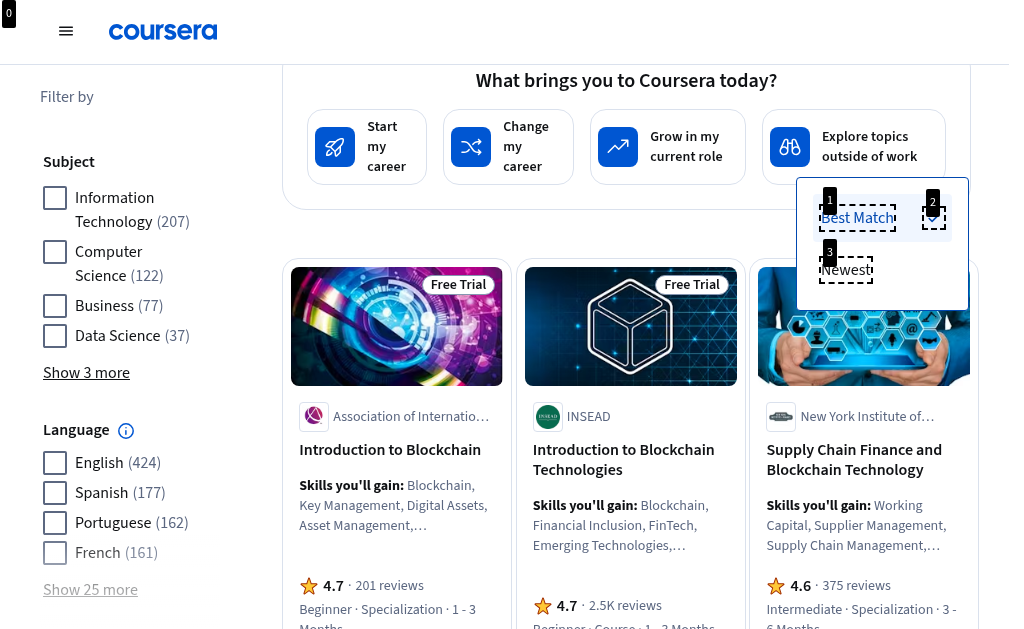 0
coursera
Filter by
What brings you to Coursera today?
Start
my
career
Change
my
career
Grow in my
current role
Explore topics
outside of work
1
Best Match
2
3
Newest
Subject
Information
Technology (207)
Computer
Science (122)
Business (77)
Data Science (37)
Show 3 more
Language
English (424)
Spanish (177)
Portuguese (162)
French (161)
Show 25 more
Free Trial
Association of Internatio…
Introduction to Blockchain
Skills you'll gain: Blockchain,
Key Management, Digital Assets,
Asset Management,…
4.7 · 201 reviews
Beginner · Specialization · 1 - 3
Months
Free Trial
INSEAD
INSEAD
Introduction to Blockchain
Technologies
Skills you'll gain: Blockchain,
Financial Inclusion, FinTech,
Emerging Technologies,…
4.7 · 2.5K reviews
Beginner · Course · 1 - 3 Months
New York Institute of…
Supply Chain Finance and
Blockchain Technology
Skills you'll gain: Working
Capital, Supplier Management,
Supply Chain Management,…
4.6 · 375 reviews
Intermediate · Specialization · 3 -
6 Months